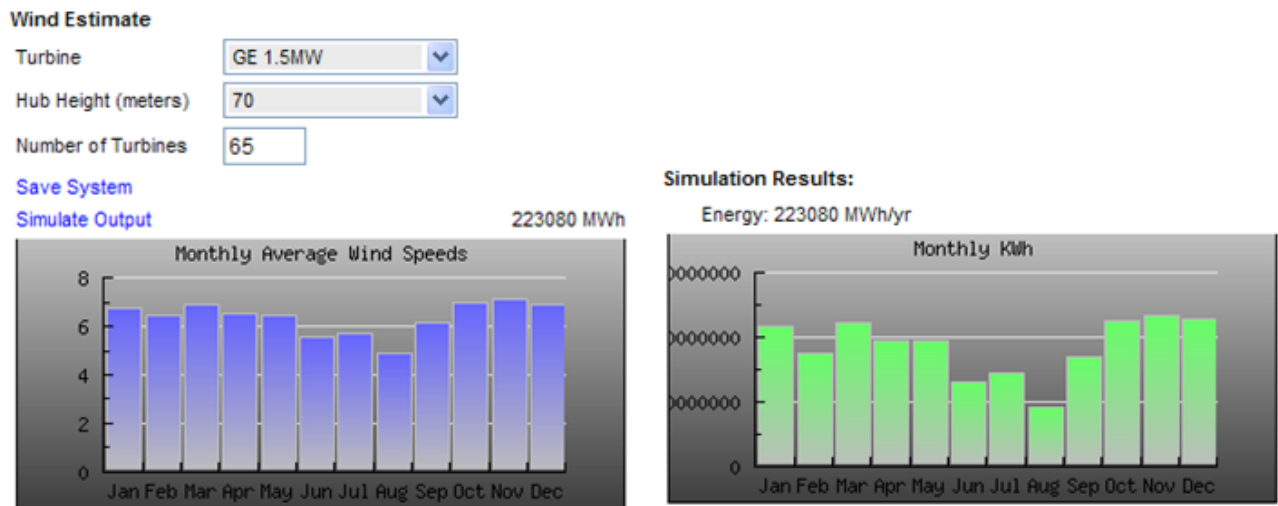 Wind Estimate
Turbine GE 1.5MW
Hub Height (meters) 70
Number of Turbines 65
Save System
Simulate Output 223080 MWh
Monthly Average Wind Speeds
8
6
4
2
0
Jan Feb Mar Apr May Jun Jul Aug Sep Oct Nov Dec
Simulation Results:
Energy: 223080 MWh/yr
Monthly KWh
0000000
0000000
0000000
0
Jan Feb Mar Apr May Jun Jul Aug Sep Oct Nov Dec